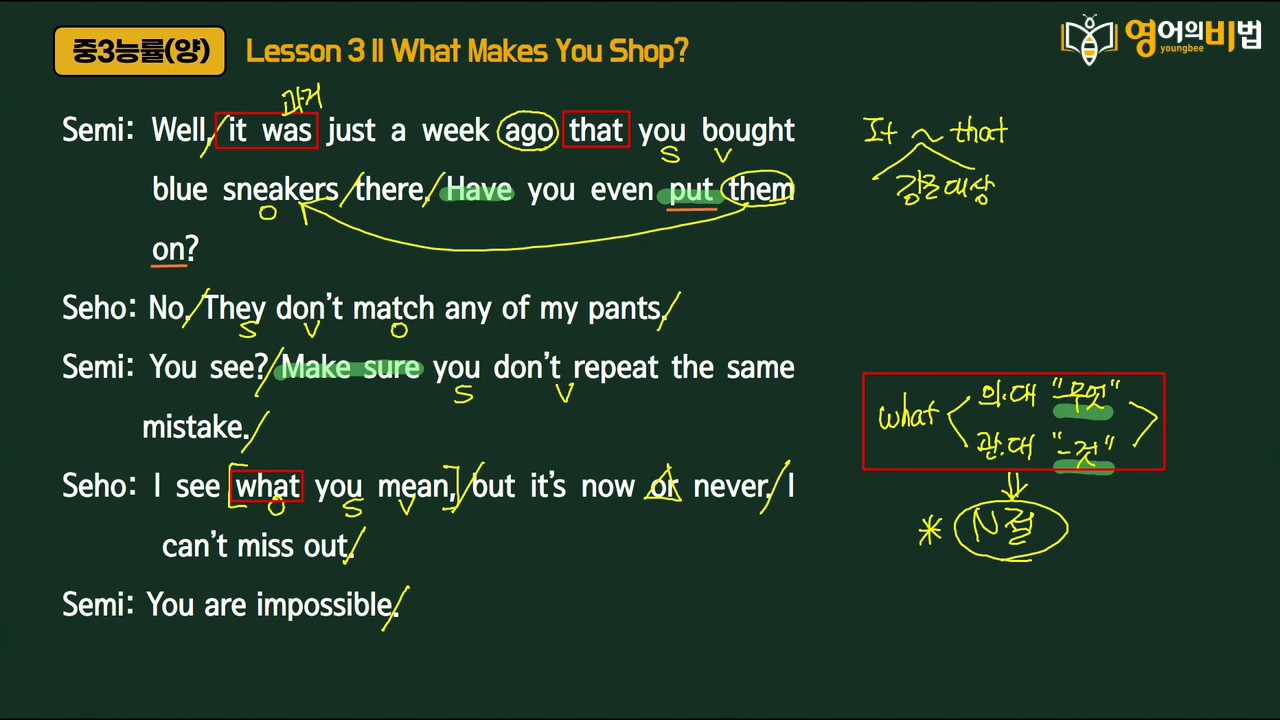 중3능률(양) Lesson 3 II What Makes You Shop?
영어의비법
youngbee
과거
Semi: Well, it was just a week ago that you bought
S V
blue sneakers there. Have you even put them
O
on?
It ~ that
강조대상
Seho: No. They don't match any of my pants.
S V O
Semi: You see? Make sure you don't repeat the same
S V
mistake.
what 의.대 "무엇"
관.대 "-것"
Seho: I see [what you mean,] but it's now or never. I
O S V
* N절
can't miss out.
Semi: You are impossible.